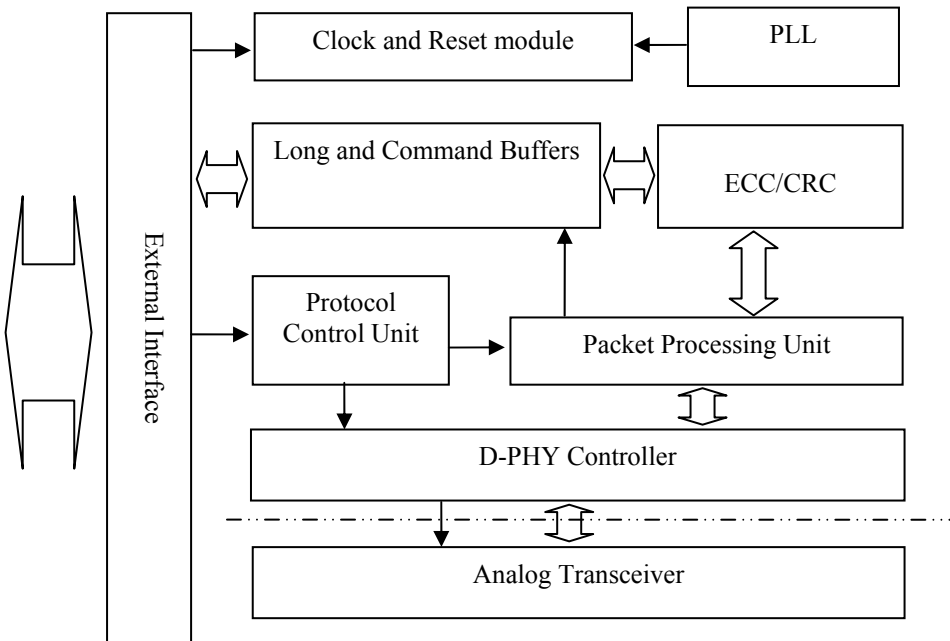 Clock and Reset module
PLL
Long and Command Buffers
ECC/CRC
External Interface
Protocol
Control Unit
Packet Processing Unit
D-PHY Controller
Analog Transceiver